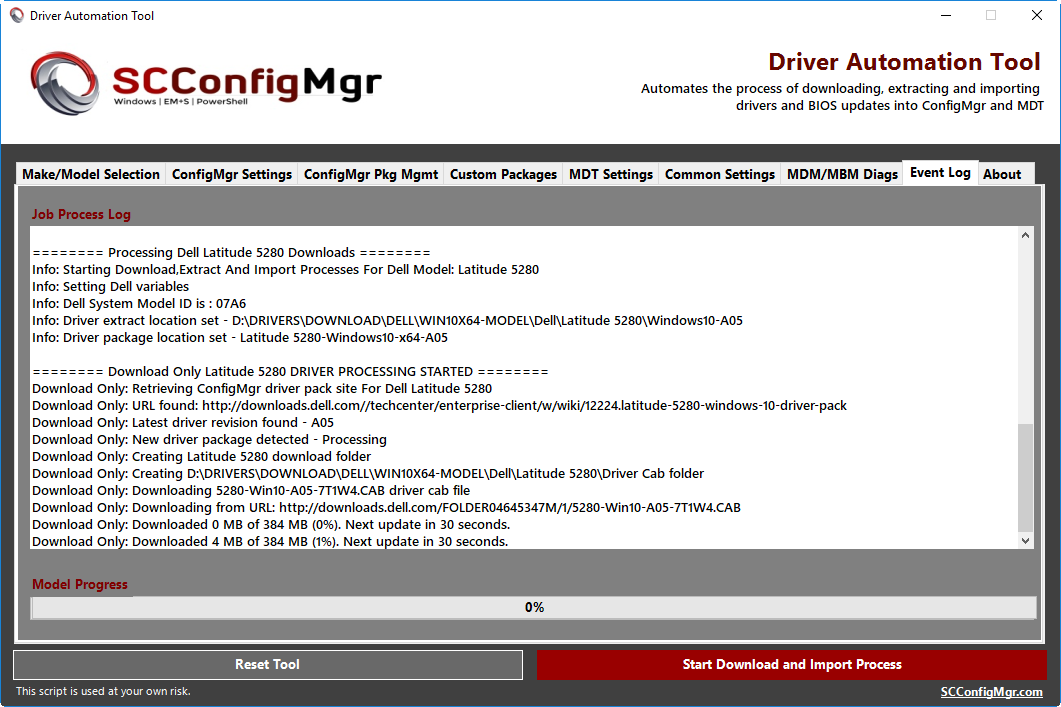 Driver Automation Tool
SCConfigMgr
Windows | EM+S | PowerShell
Driver Automation Tool
Automates the process of downloading, extracting and importing
drivers and BIOS updates into ConfigMgr and MDT
Make/Model Selection ConfigMgr Settings ConfigMgr Pkg Mgmt Custom Packages MDT Settings Common Settings MDM/MBM Diags Event Log About
Job Process Log
======== Processing Dell Latitude 5280 Downloads ========
Info: Starting Download,Extract And Import Processes For Dell Model: Latitude 5280
Info: Setting Dell variables
Info: Dell System Model ID is : 07A6
Info: Driver extract location set - D:\DRIVERS\DOWNLOAD\DELL\WIN10X64-MODEL\Dell\Latitude 5280\Windows10-A05
Info: Driver package location set - Latitude 5280-Windows10-x64-A05
======== Download Only Latitude 5280 DRIVER PROCESSING STARTED ========
Download Only: Retrieving ConfigMgr driver pack site For Dell Latitude 5280
Download Only: URL found: http://downloads.dell.com//techcenter/enterprise-client/w/wiki/12224.latitude-5280-windows-10-driver-pack
Download Only: Latest driver revision found - A05
Download Only: New driver package detected - Processing
Download Only: Creating Latitude 5280 download folder
Download Only: Creating D:\DRIVERS\DOWNLOAD\DELL\WIN10X64-MODEL\Dell\Latitude 5280\Driver Cab folder
Download Only: Downloading 5280-Win10-A05-7T1W4.CAB driver cab file
Download Only: Downloading from URL: http://downloads.dell.com/FOLDER04645347M/1/5280-Win10-A05-7T1W4.CAB
Download Only: Downloaded 0 MB of 384 MB (0%). Next update in 30 seconds.
Download Only: Downloaded 4 MB of 384 MB (1%). Next update in 30 seconds.
Model Progress
0%
Reset Tool
Start Download and Import Process
This script is used at your own risk.
SCConfigMgr.com